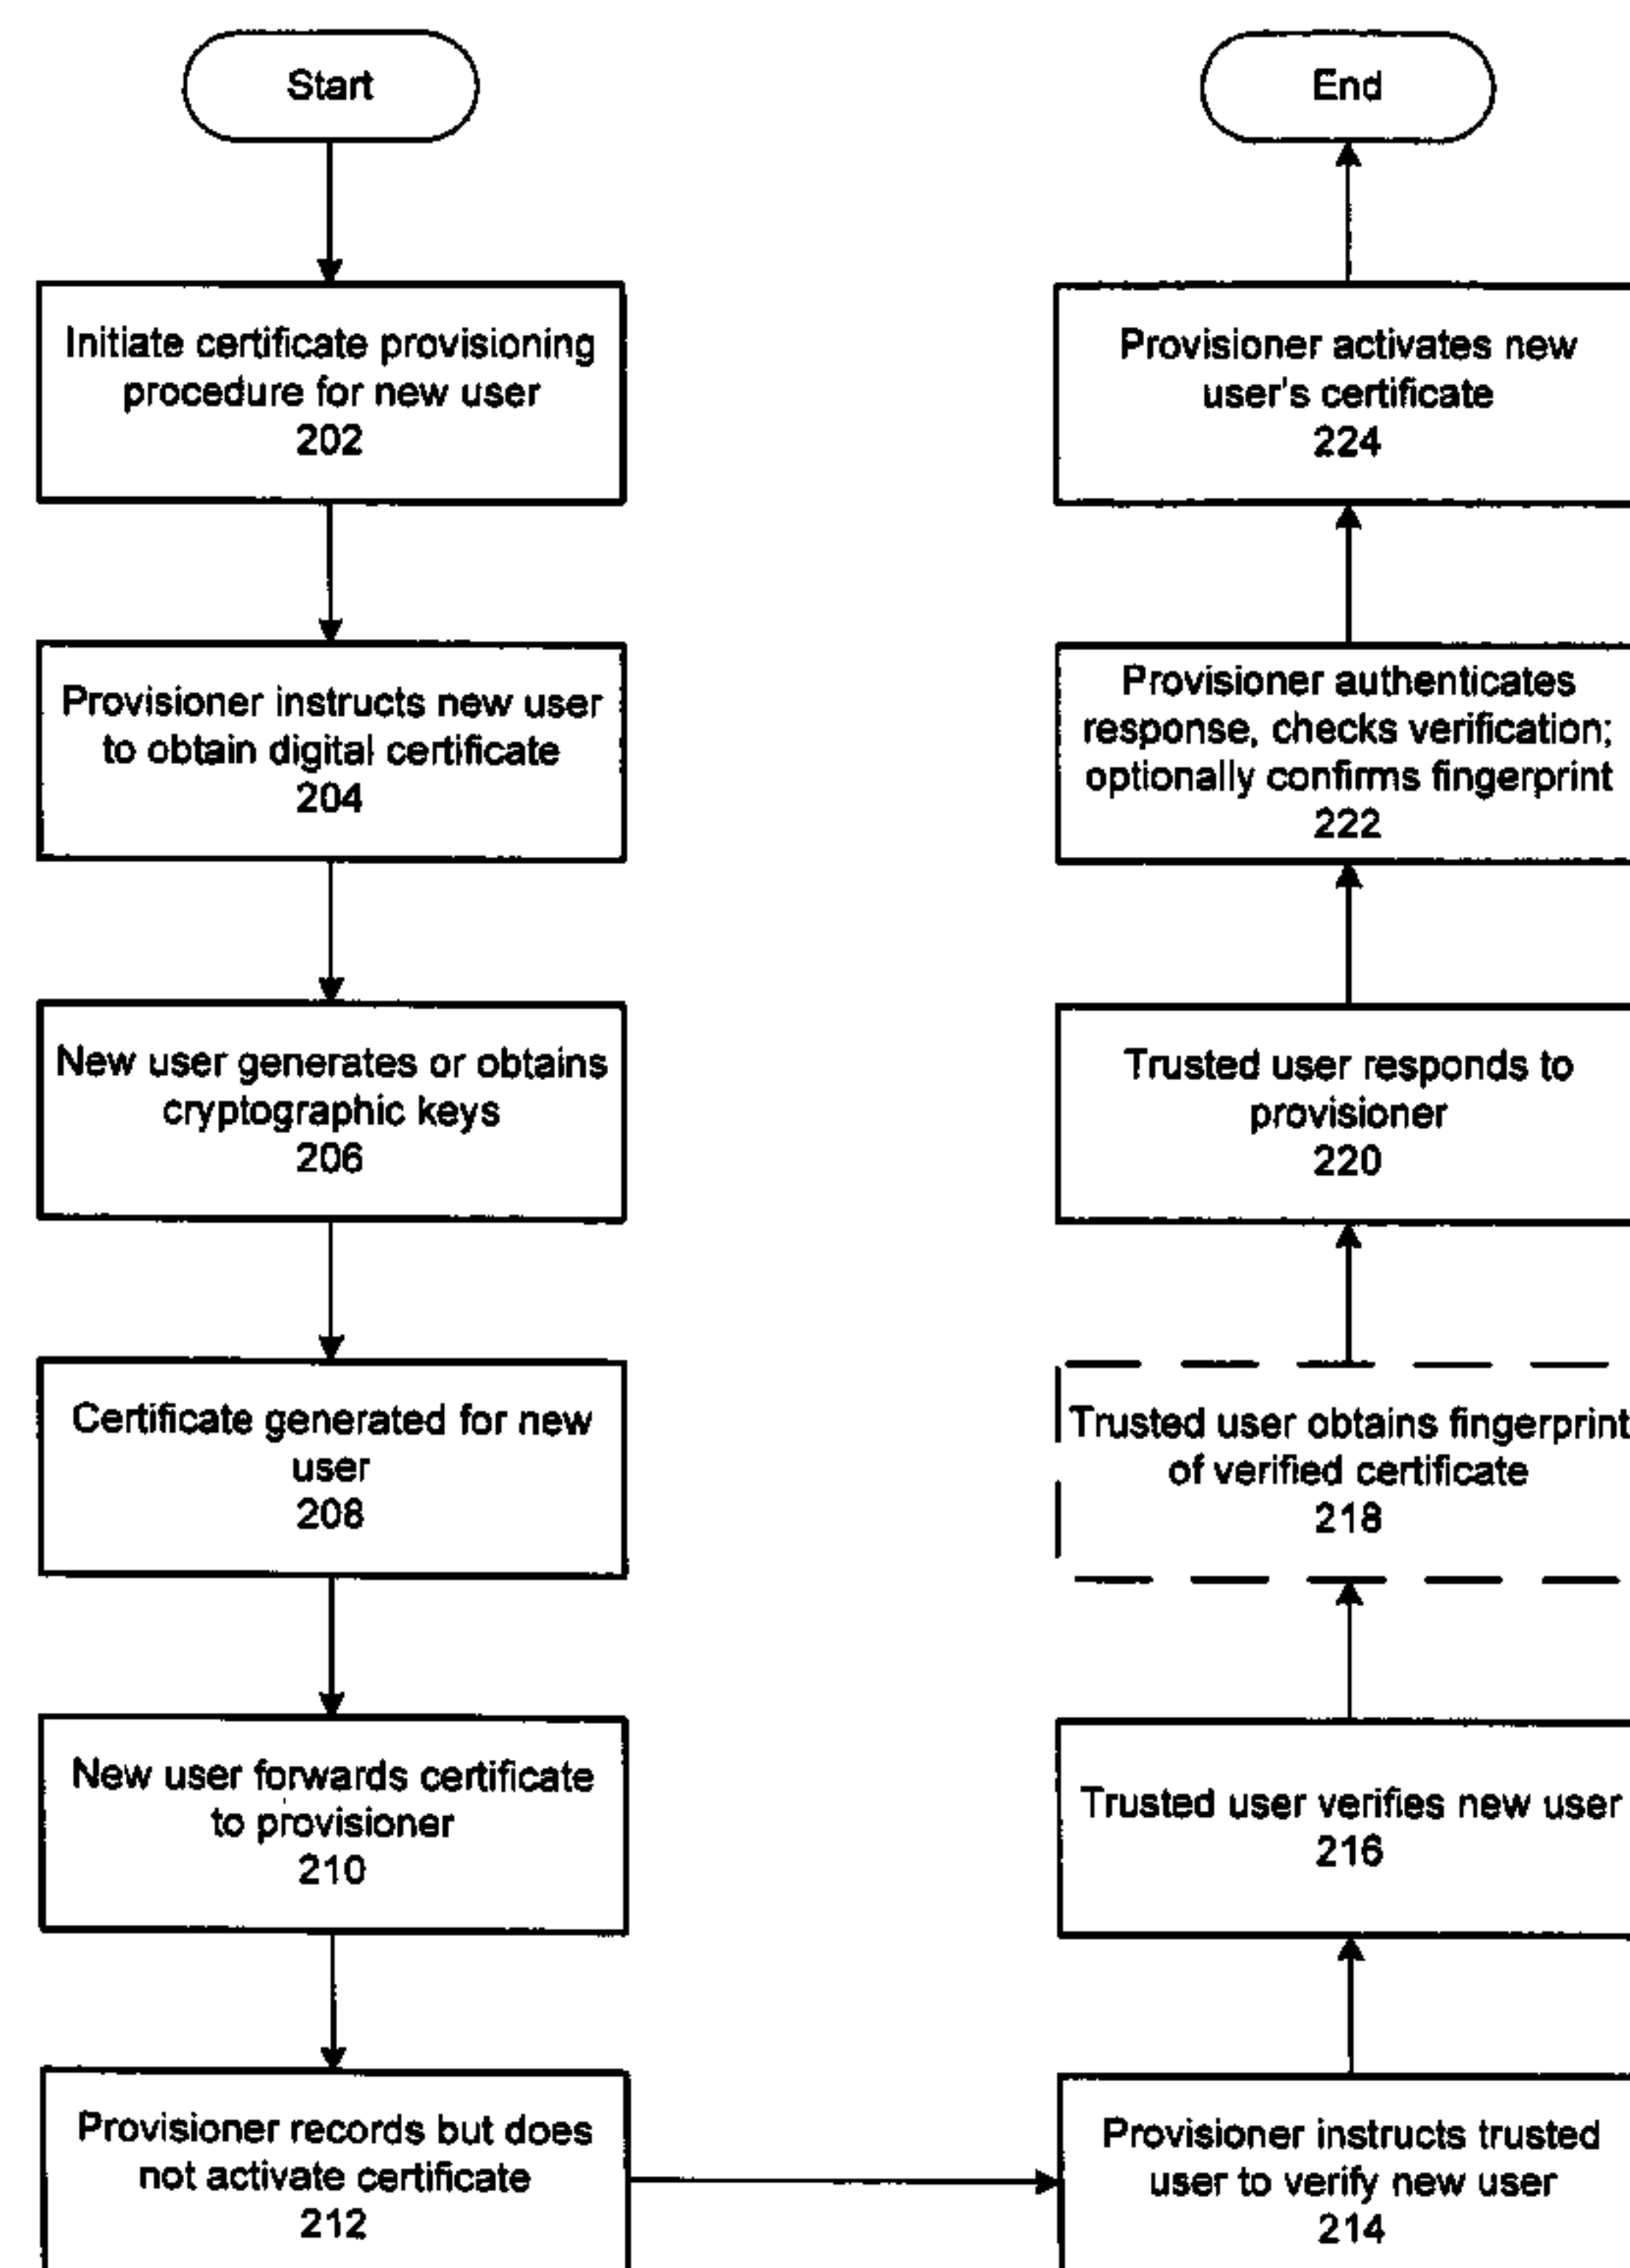 Start
Initiate certificate provisioning
procedure for new user
202
Provisioner instructs new user
to obtain digital certificate
204
New user generates or obtains
cryptographic keys
206
Certificate generated for new
user
208
New user forwards certificate
to provisioner
210
Provisioner records but does
not activate certificate
212
Provisioner instructs trusted
user to verify new user
214
Trusted user verifies new user
216
Trusted user obtains fingerprint
of verified certificate
218
Trusted user responds to
provisioner
220
Provisioner authenticates
response, checks verification;
optionally confirms fingerprint
222
Provisioner activates new
user's certificate
224
End